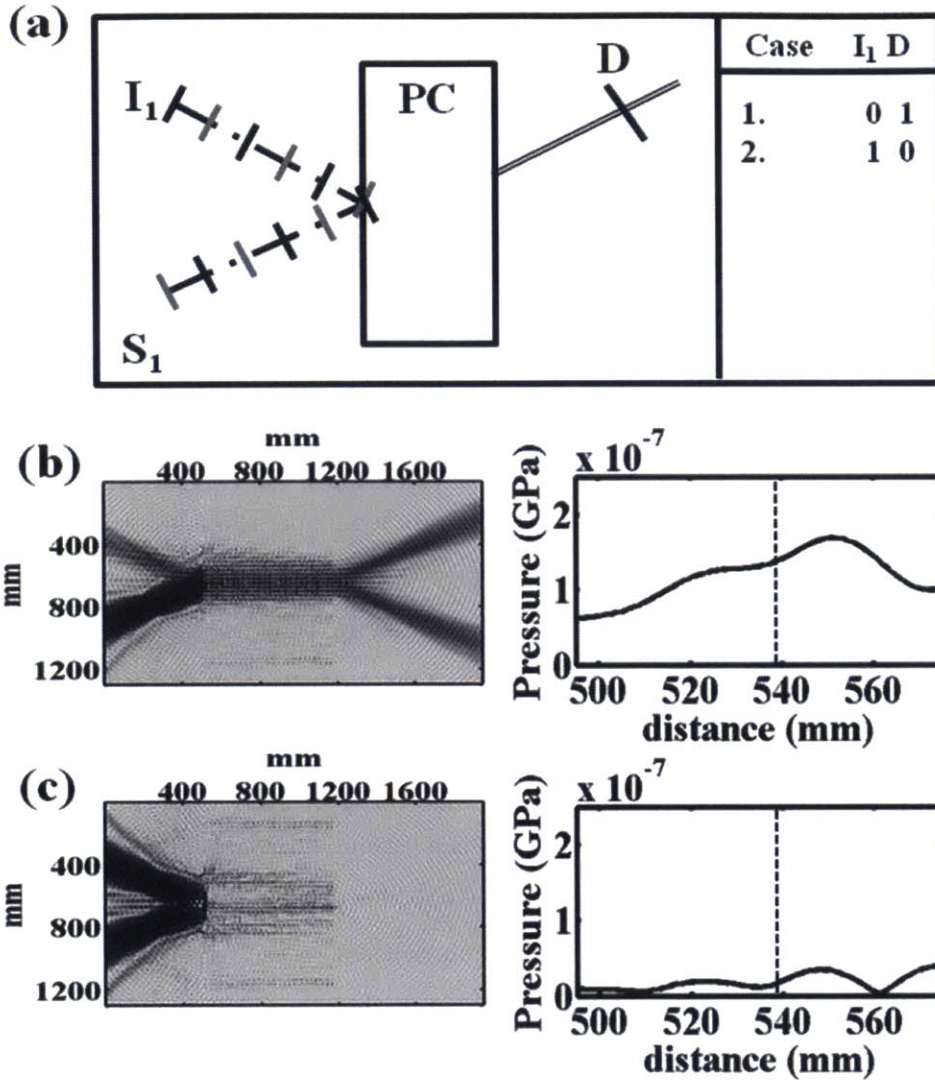 (a)
I₁
S₁
PC
D
Case I₁ D
1. 0 1
2. 1 0
(b)
mm
400 800 1200 1600
mm
400
800
1200
x 10⁻⁷
Pressure (GPa)
2
1
0
500 520 540 560
distance (mm)
(c)
mm
400 800 1200 1600
mm
400
800
1200
x 10⁻⁷
Pressure (GPa)
2
1
0
500 520 540 560
distance (mm)